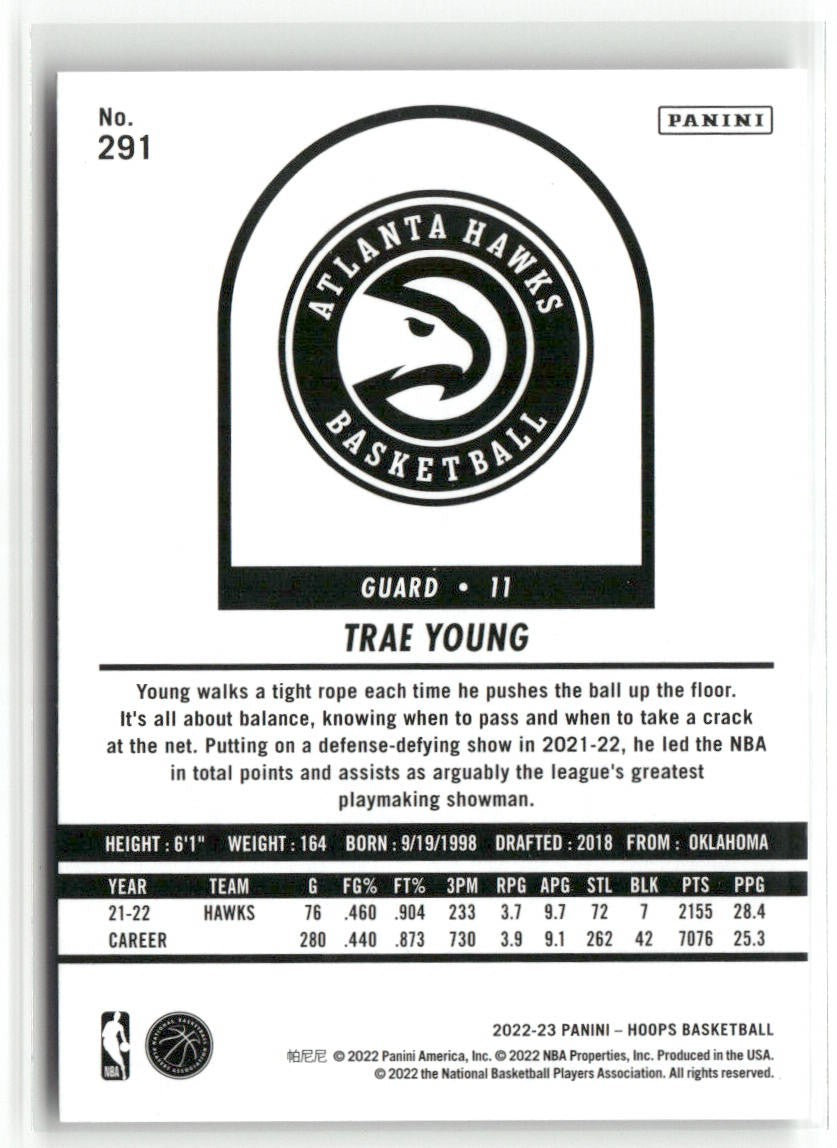 No.
291
PANINI
ATLANTA HAWKS
BASKETBALL
GUARD • 11
TRAE YOUNG
Young walks a tight rope each time he pushes the ball up the floor.
It's all about balance, knowing when to pass and when to take a crack
at the net. Putting on a defense-defying show in 2021-22, he led the NBA
in total points and assists as arguably the league's greatest
playmaking showman.
HEIGHT : 6'1" WEIGHT : 164 BORN : 9/19/1998 DRAFTED : 2018 FROM : OKLAHOMA
YEAR TEAM G FG% FT% 3PM RPG APG STL BLK PTS PPG
21-22 HAWKS 76 .460 .904 233 3.7 9.7 72 7 2155 28.4
CAREER 280 .440 .873 730 3.9 9.1 262 42 7076 25.3
NBA
NATIONAL BASKETBALL
PLAYERS ASSOCIATION
2022-23 PANINI – HOOPS BASKETBALL
帕尼尼 © 2022 Panini America, Inc. © 2022 NBA Properties, Inc. Produced in the USA.
© 2022 the National Basketball Players Association. All rights reserved.